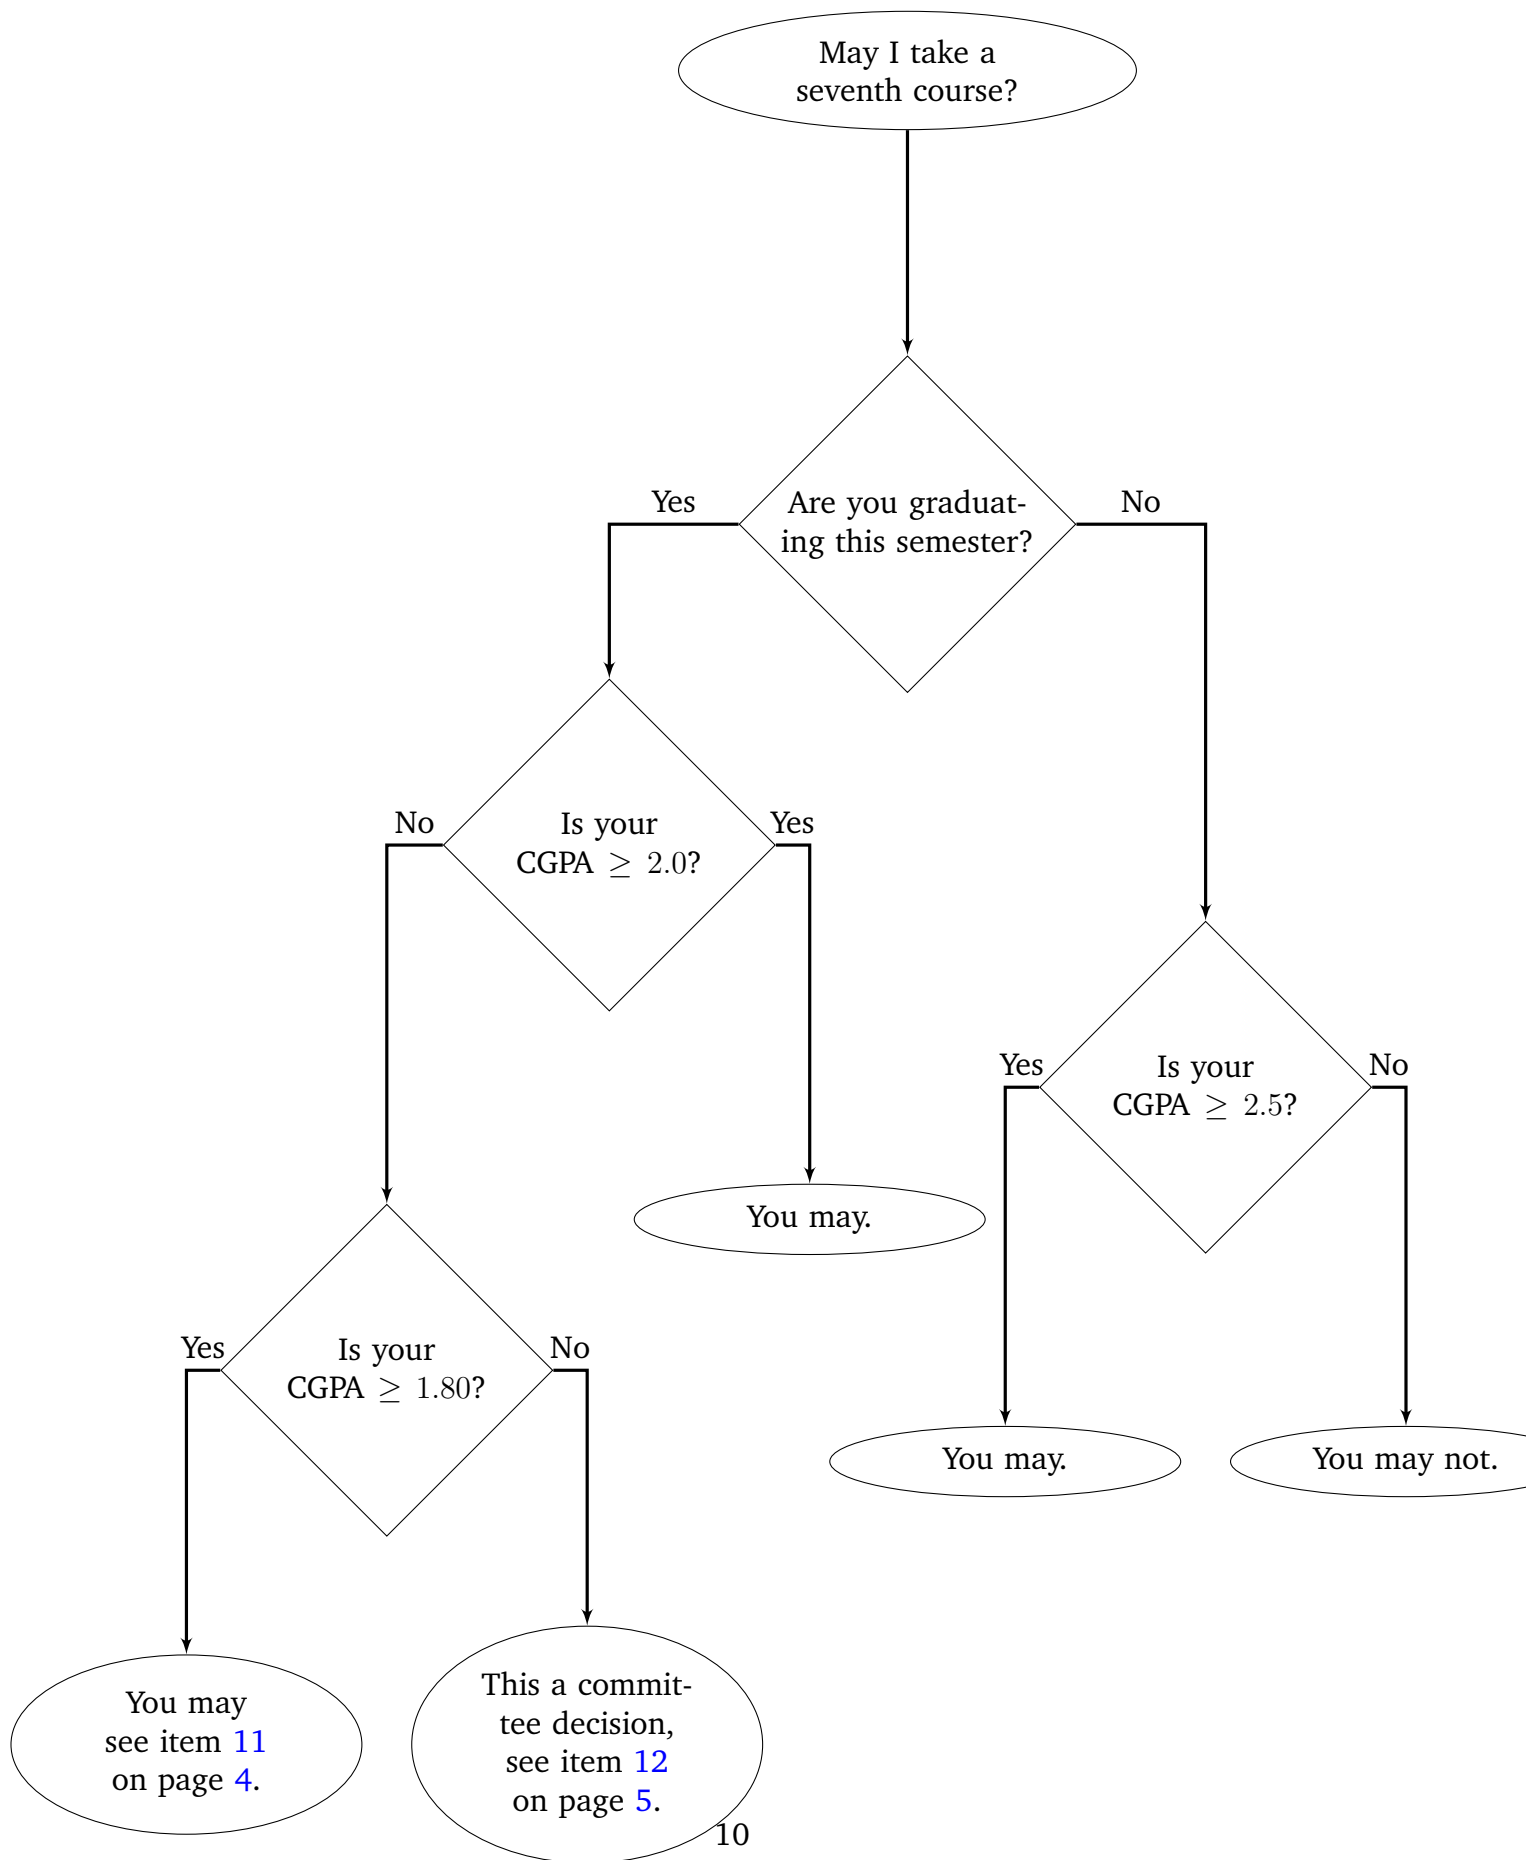 May I take a
seventh course?
Yes
Are you graduat-
ing this semester?
No
No
Is your
CGPA ≥ 2.0?
Yes
Yes
Is your
CGPA ≥ 2.5?
No
You may.
Yes
Is your
CGPA ≥ 1.80?
No
You may.
You may not.
You may
see item 11
on page 4.
This a commit-
tee decision,
see item 12
on page 5.
10